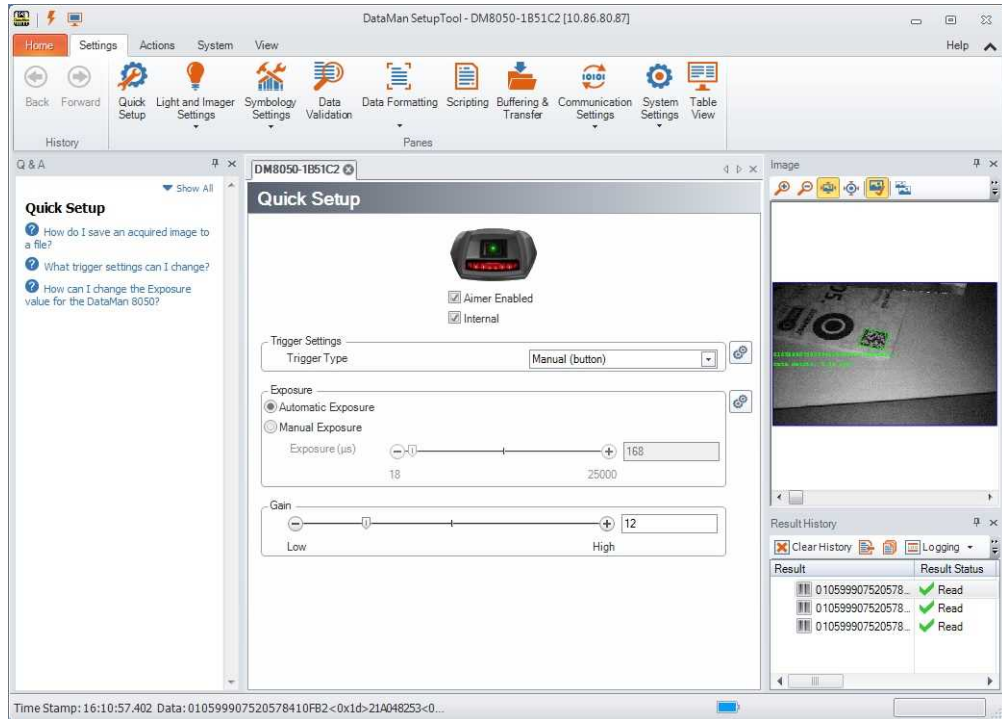 DataMan SetupTool - DM8050-1B51C2 [10.86.80.87]
Home Settings Actions System View Help
Back Forward Quick Setup Light and Imager Settings Symbology Settings Data Validation Data Formatting Scripting Buffering & Transfer Communication Settings System Settings Table View
History Panes
Q & A
Show All
Quick Setup
How do I save an acquired image to
a file?
What trigger settings can I change?
How can I change the Exposure
value for the DataMan 8050?
DM8050-1B51C2
Quick Setup
Aimer Enabled
Internal
Trigger Settings
Trigger Type Manual (button)
Exposure
Automatic Exposure
Manual Exposure
Exposure (µs) 168
18 25000
Gain
12
Low High
Image
Result History
Clear History Logging
Result Result Status
010599907520578... Read
010599907520578... Read
010599907520578... Read
Time Stamp: 16:10:57.402 Data: 010599907520578410FB2<0x1d>21A048253<0...